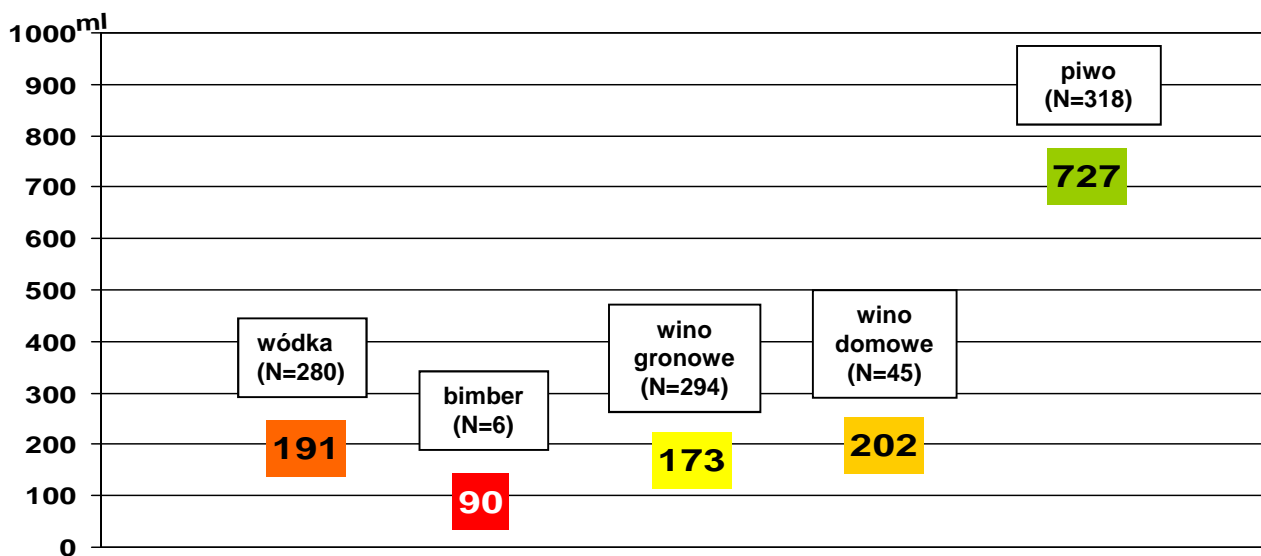 ml
1000
900
800
700
600
500
400
300
200
100
0
wódka
(N=280)
191
bimber
(N=6)
90
wino
gronowe
(N=294)
173
wino
domowe
(N=45)
202
piwo
(N=318)
727